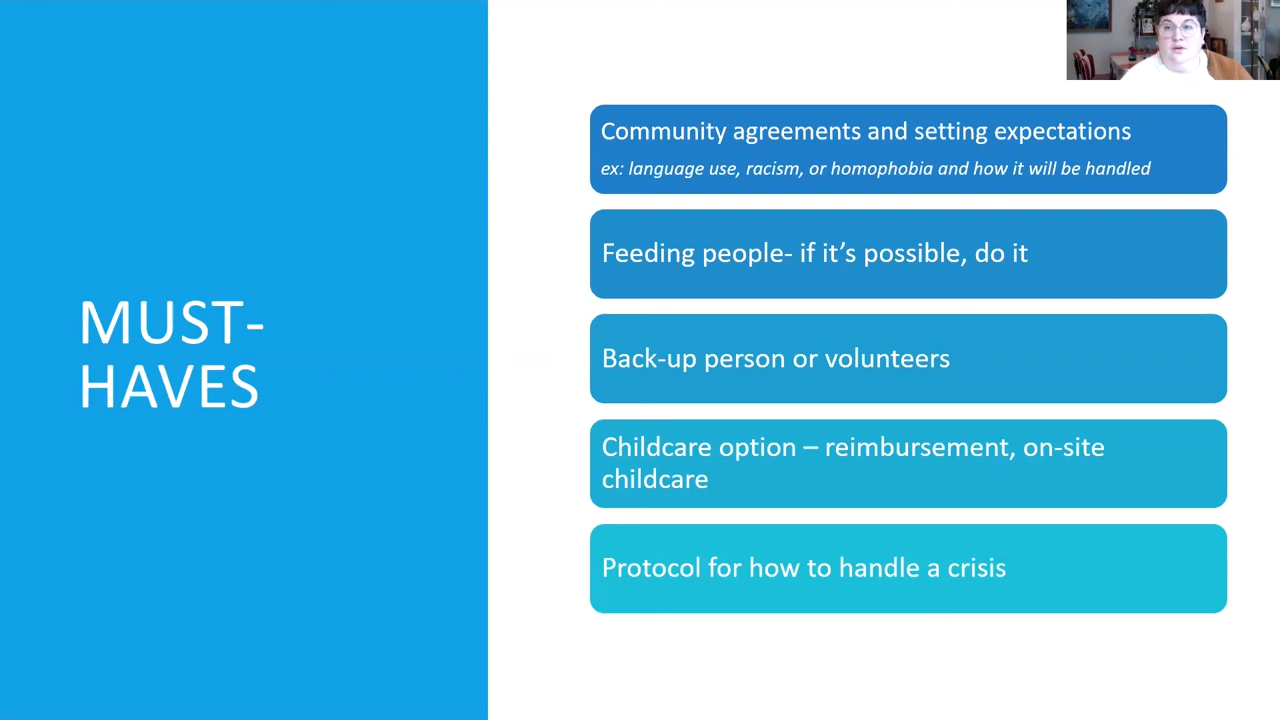 MUST-
HAVES
Community agreements and setting expectations
ex: language use, racism, or homophobia and how it will be handled
Feeding people- if it’s possible, do it
Back-up person or volunteers
Childcare option – reimbursement, on-site
childcare
Protocol for how to handle a crisis